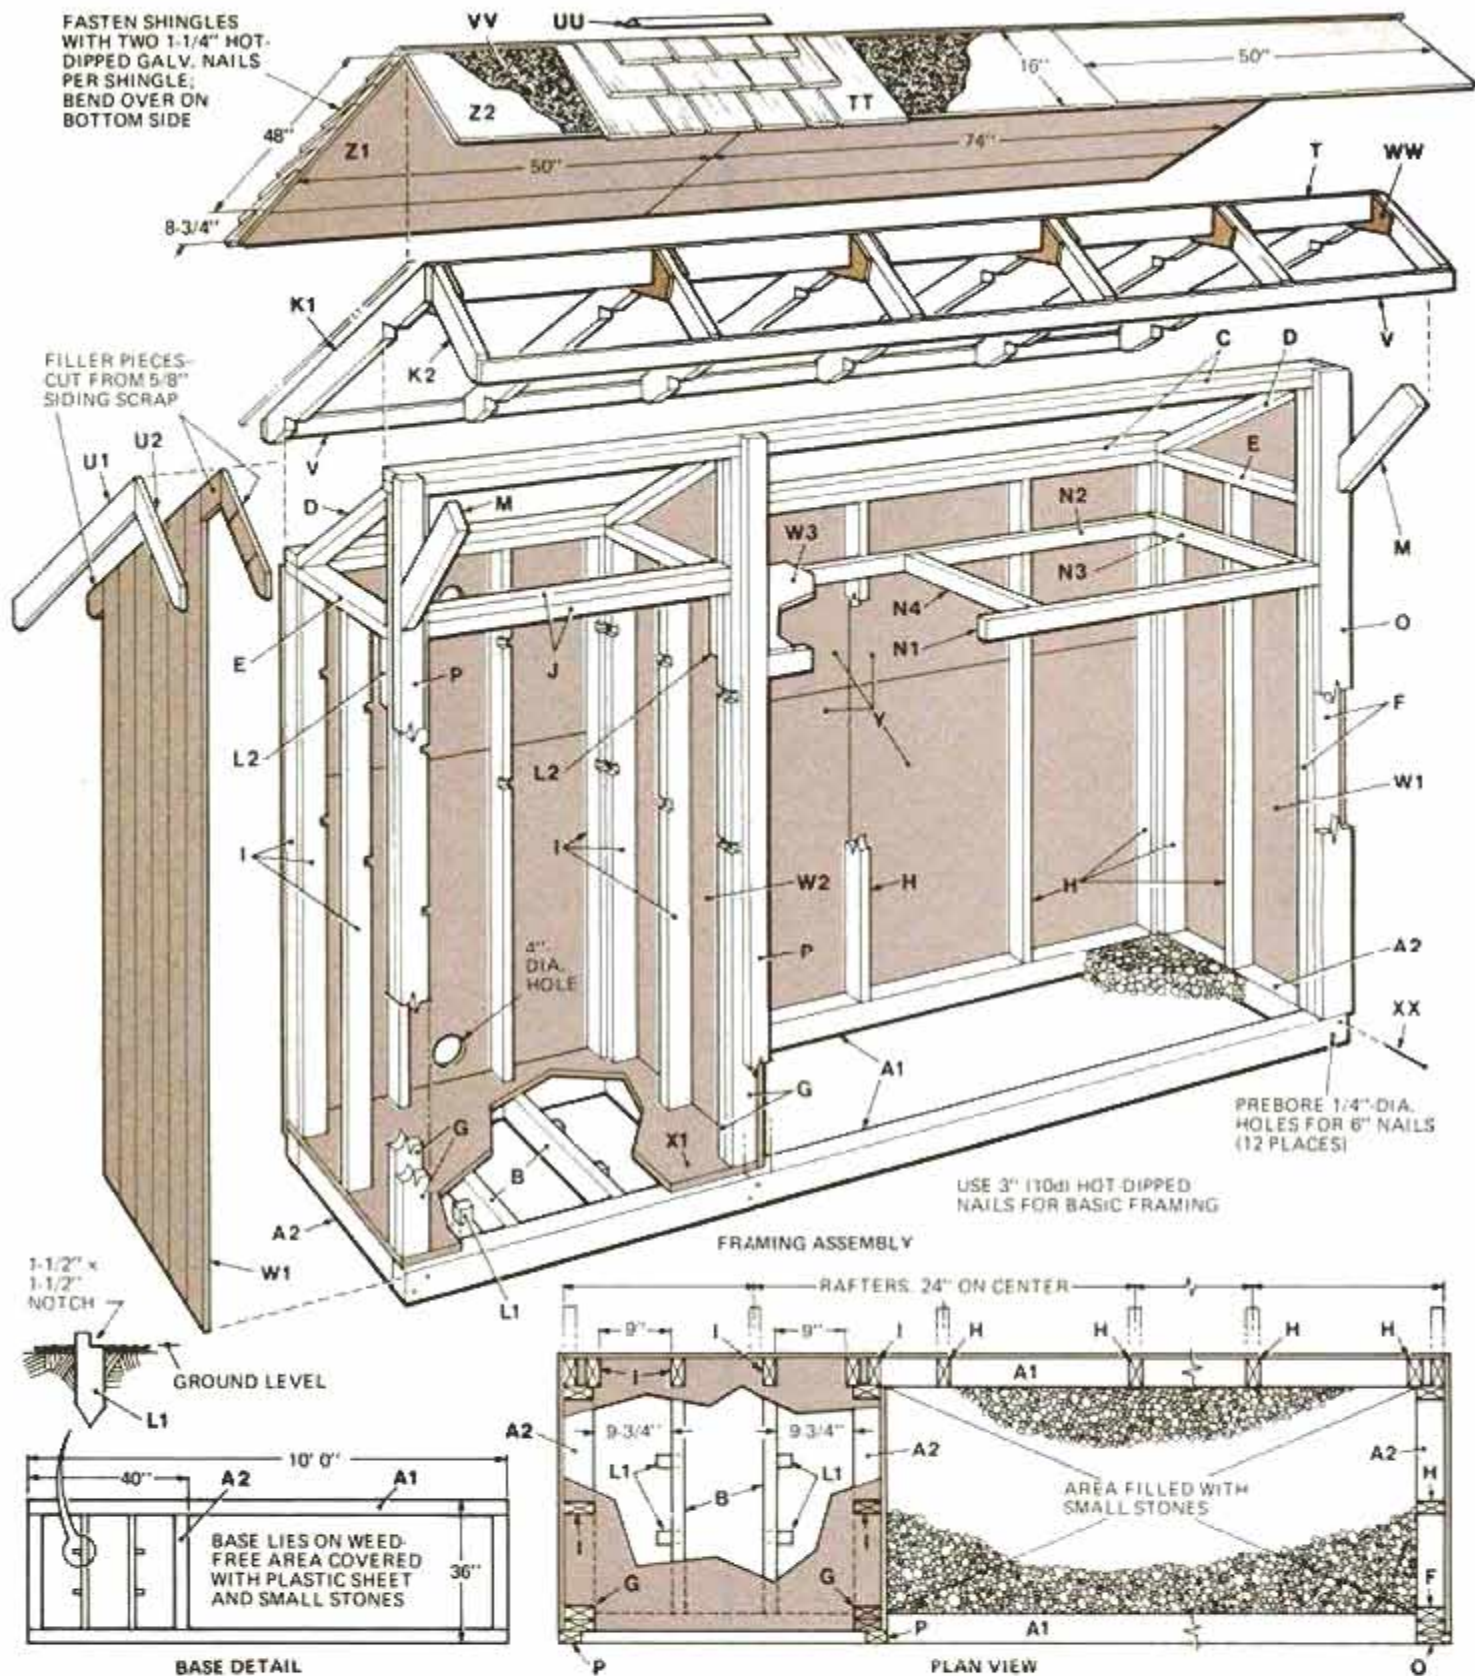 FASTEN SHINGLES
WITH TWO 1-1/4" HOT-
DIPPED GALV. NAILS
PER SHINGLE;
BEND OVER ON
BOTTOM SIDE
VV
UU
Z2
TT
16"
50"
48"
Z1
50"
74"
8-3/4"
T
WW
K1
K2
V
V
C
D
FILLER PIECES-
CUT FROM 5/8"
SIDING SCRAP
U1
U2
D
M
E
M
W3
N2
N3
N4
N1
O
E
P
J
L2
L2
Y
F
W1
I
I
W2
H
H
P
4"
DIA.
HOLE
A2
XX
A1
G
G
X1
B
PREBORE 1/4"-DIA.
HOLES FOR 6" NAILS
(12 PLACES)
USE 3" (10d) HOT-DIPPED
NAILS FOR BASIC FRAMING
A2
W1
L1
FRAMING ASSEMBLY
1-1/2" x
1-1/2"
NOTCH
GROUND LEVEL
L1
10' 0"
40"
A2
A1
BASE LIES ON WEED-
FREE AREA COVERED
WITH PLASTIC SHEET
AND SMALL STONES
36"
BASE DETAIL
RAFTERS, 24" ON CENTER
9"
I
9"
I
H
H
H
H
I
A1
A2
9-3/4"
9-3/4"
A2
A2
L1
B
L1
H
AREA FILLED WITH
SMALL STONES
I
I
G
G
F
P
A1
P
PLAN VIEW
O